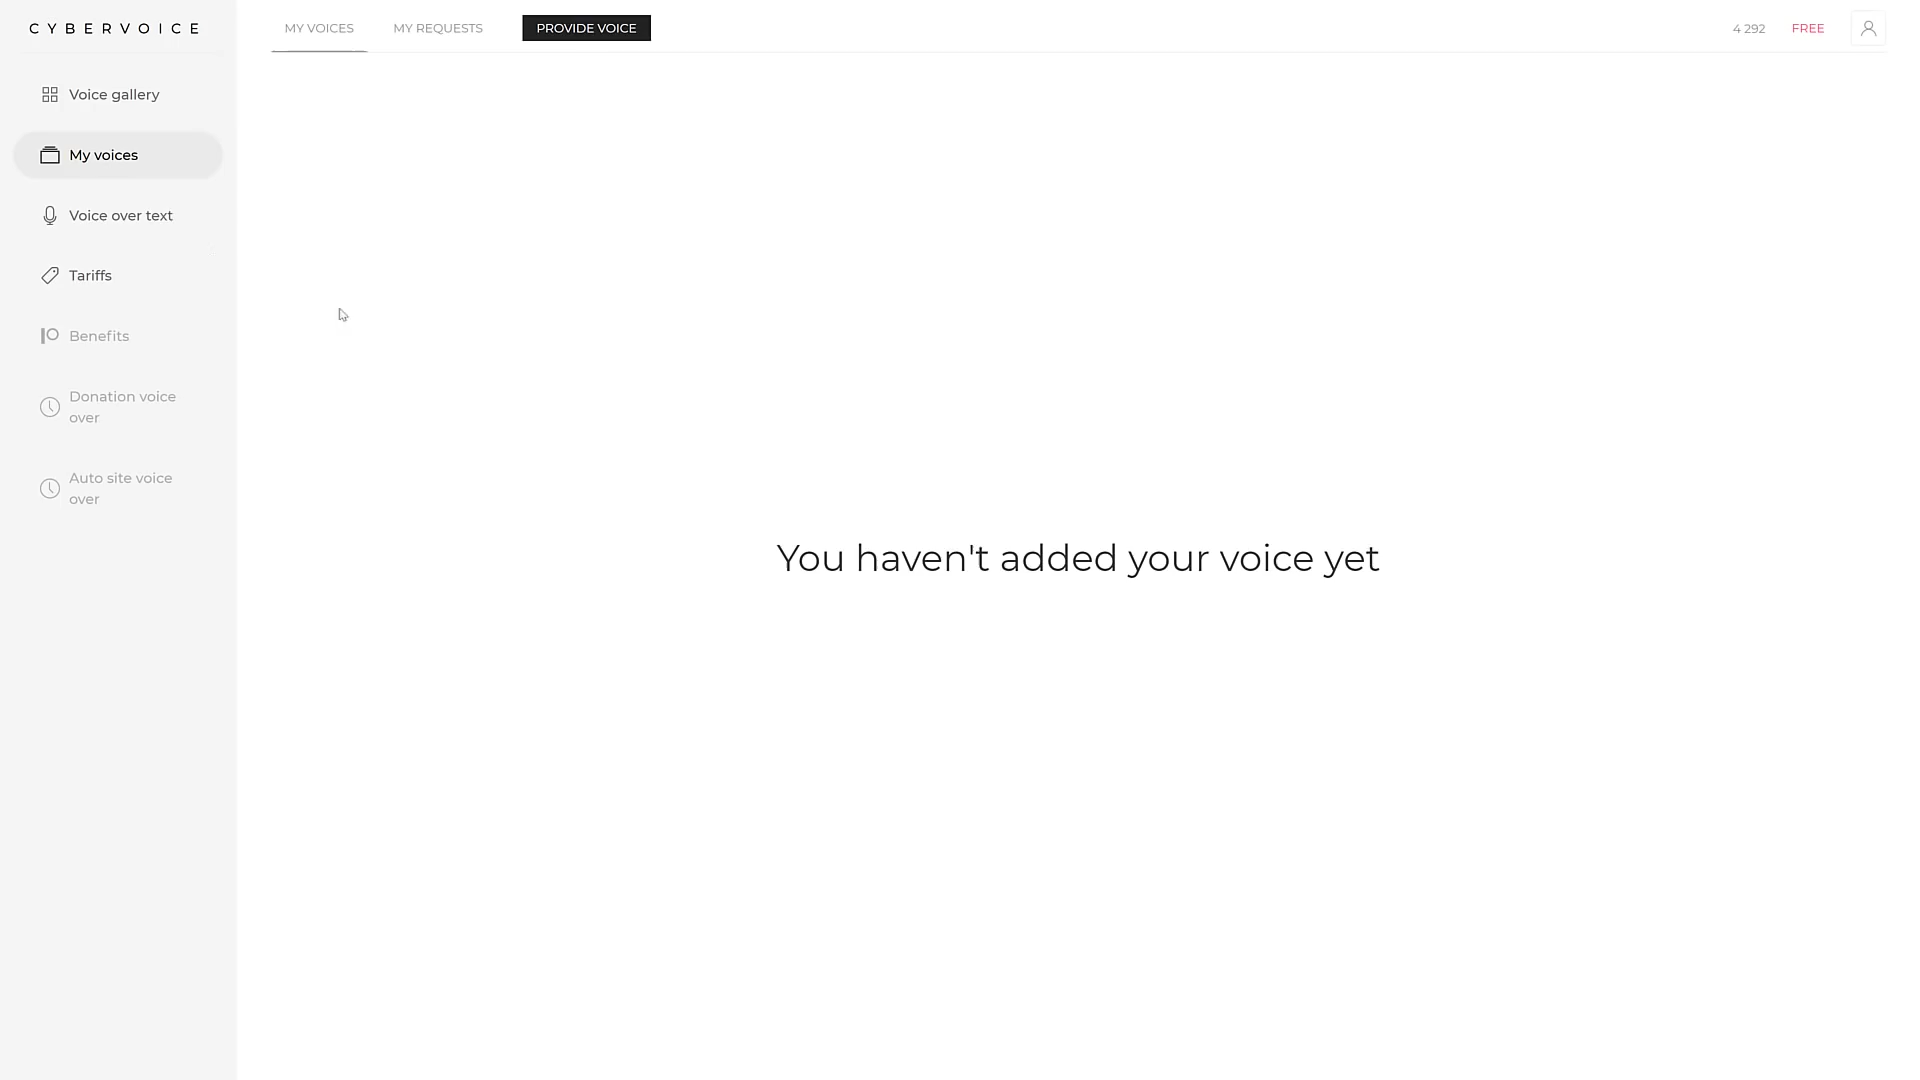 CYBERVOICE
MY VOICES
MY REQUESTS
PROVIDE VOICE
4 292
FREE
Voice gallery
My voices
Voice over text
Tariffs
Benefits
Donation voice
over
Auto site voice
over
You haven't added your voice yet